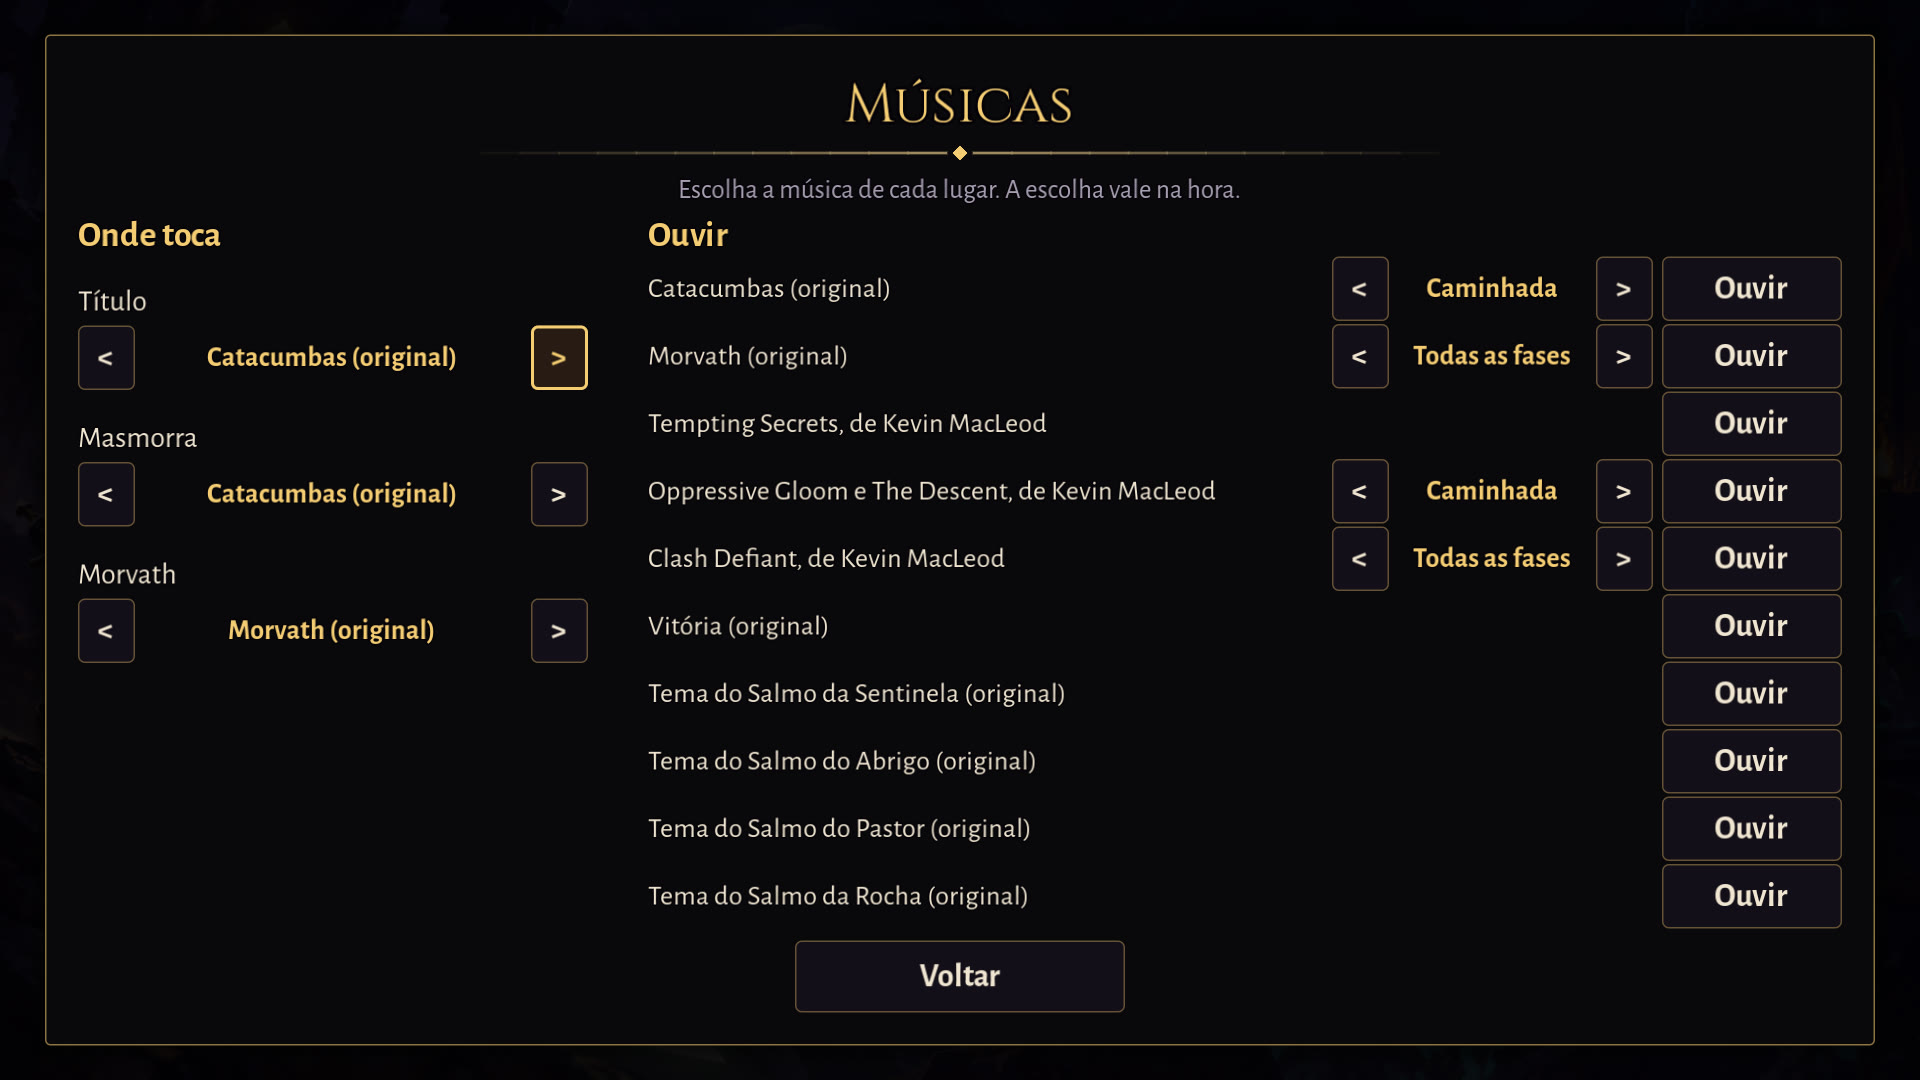 Músicas
Escolha a música de cada lugar. A escolha vale na hora.
Onde toca
Título
< Catacumbas (original) >
Masmorra
< Catacumbas (original) >
Morvath
< Morvath (original) >
Ouvir
Catacumbas (original) < Caminhada > Ouvir
Morvath (original) < Todas as fases > Ouvir
Tempting Secrets, de Kevin MacLeod Ouvir
Oppressive Gloom e The Descent, de Kevin MacLeod < Caminhada > Ouvir
Clash Defiant, de Kevin MacLeod < Todas as fases > Ouvir
Vitória (original) Ouvir
Tema do Salmo da Sentinela (original) Ouvir
Tema do Salmo do Abrigo (original) Ouvir
Tema do Salmo do Pastor (original) Ouvir
Tema do Salmo da Rocha (original) Ouvir
Voltar